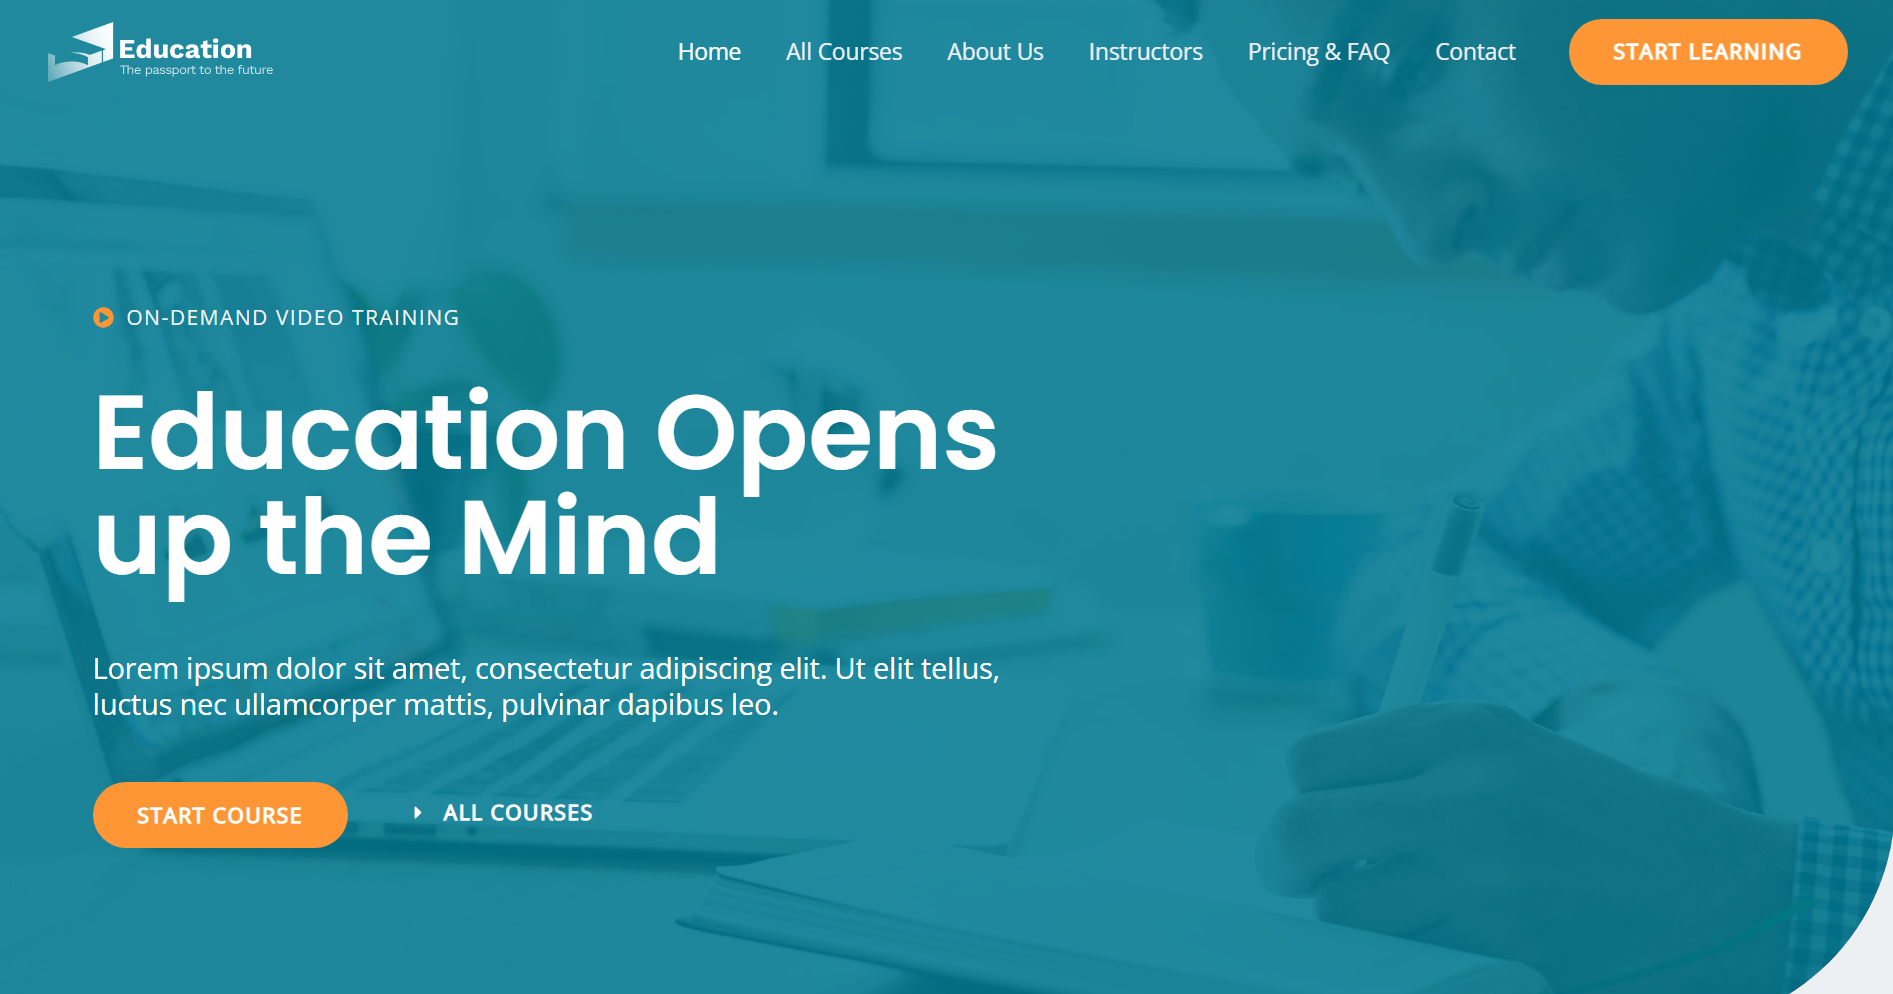 Education
The passport to the future
Home All Courses About Us Instructors Pricing & FAQ Contact START LEARNING
ON-DEMAND VIDEO TRAINING
Education Opens
up the Mind
Lorem ipsum dolor sit amet, consectetur adipiscing elit. Ut elit tellus,
luctus nec ullamcorper mattis, pulvinar dapibus leo.
START COURSE ALL COURSES